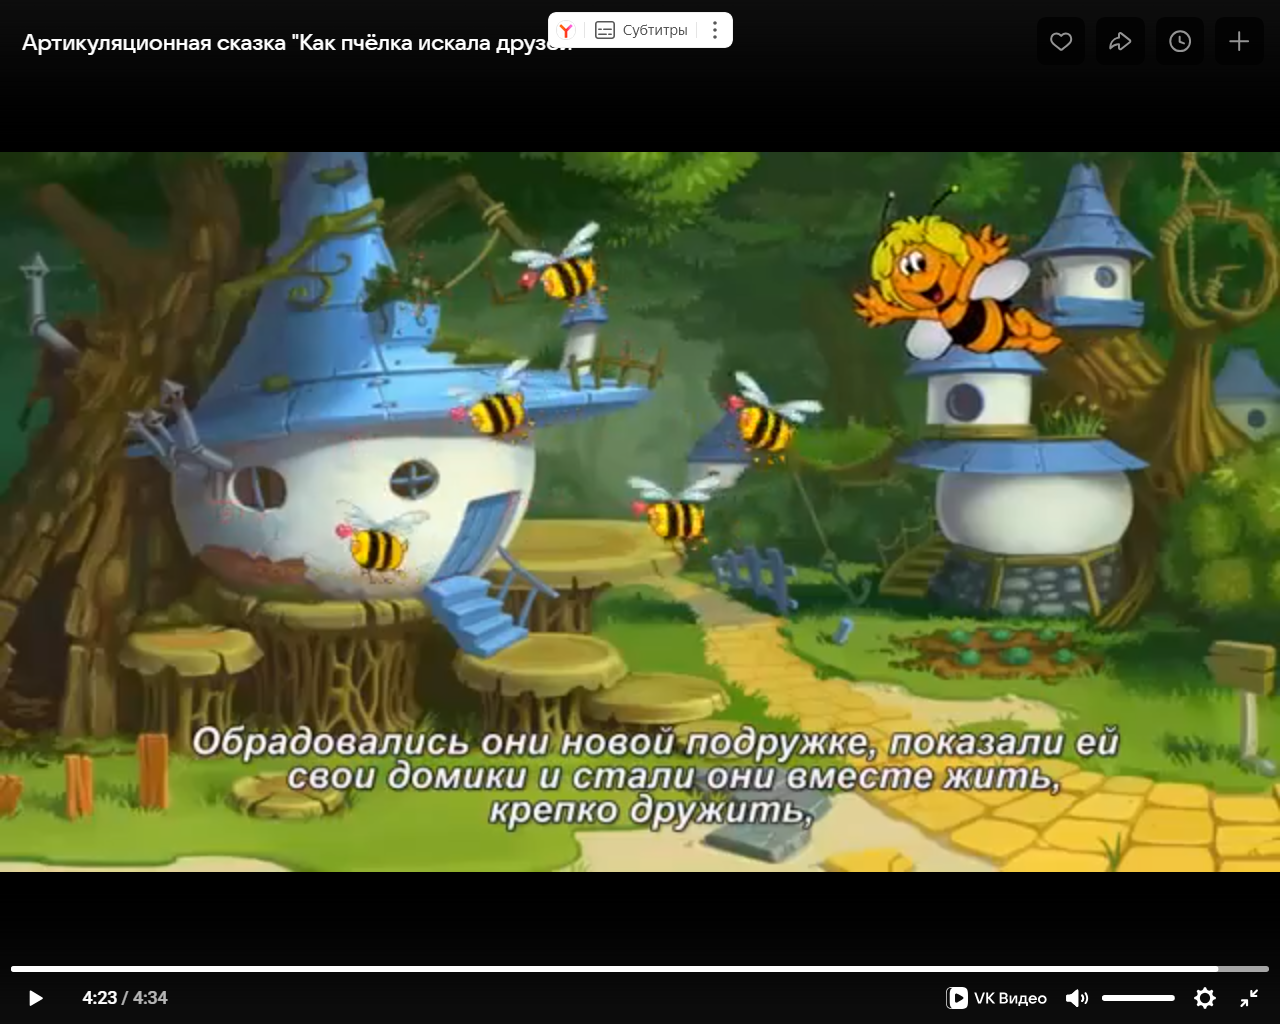 Артикуляционная сказка "Как пчёлка искала
Субтитры
Обрадовались они новой подружке, показали ей
свои домики и стали они вместе жить,
крепко дружить,
4:23 / 4:34
VK Видео